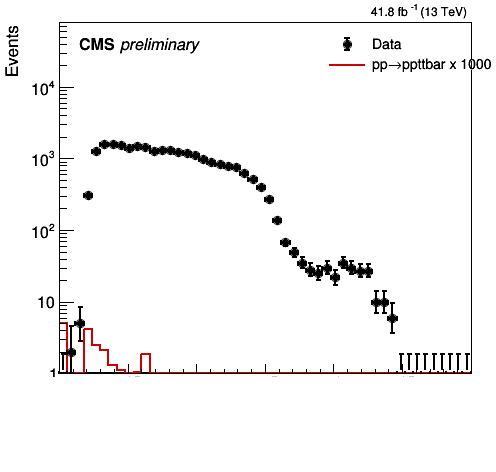 41.8 fb⁻¹ (13 TeV)
Events
CMS preliminary
Data
pp→ppttbar x 1000
10⁴
10³
10²
10
1